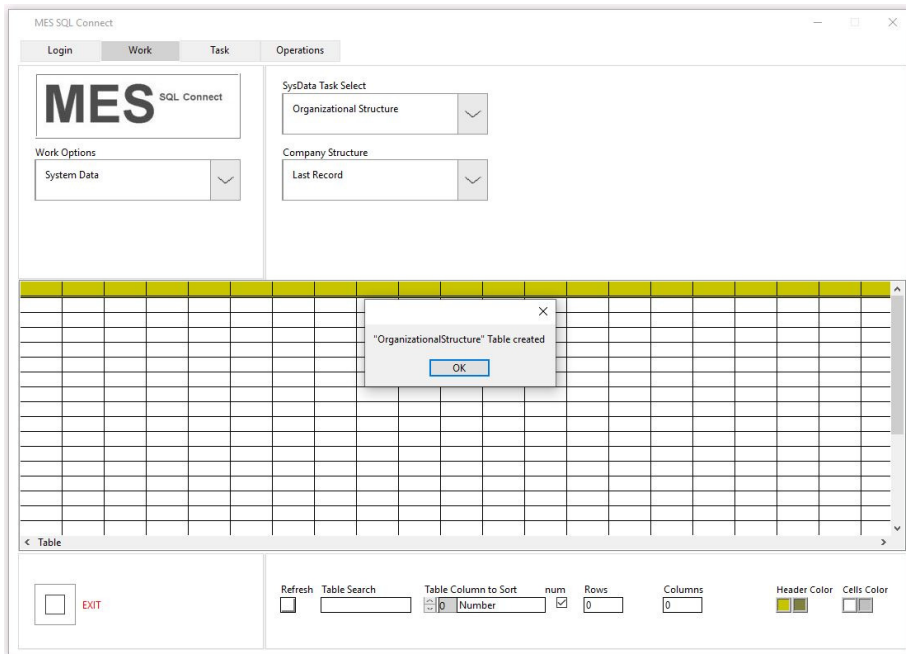 MES SQL Connect
Login Work Task Operations
MES SQL Connect
Work Options
System Data
SysData Task Select
Organizational Structure
Company Structure
Last Record
"OrganizationalStructure" Table created
OK
Table
EXIT
Refresh Table Search Table Column to Sort num Rows Columns Header Color Cells Color
0 Number 0 0